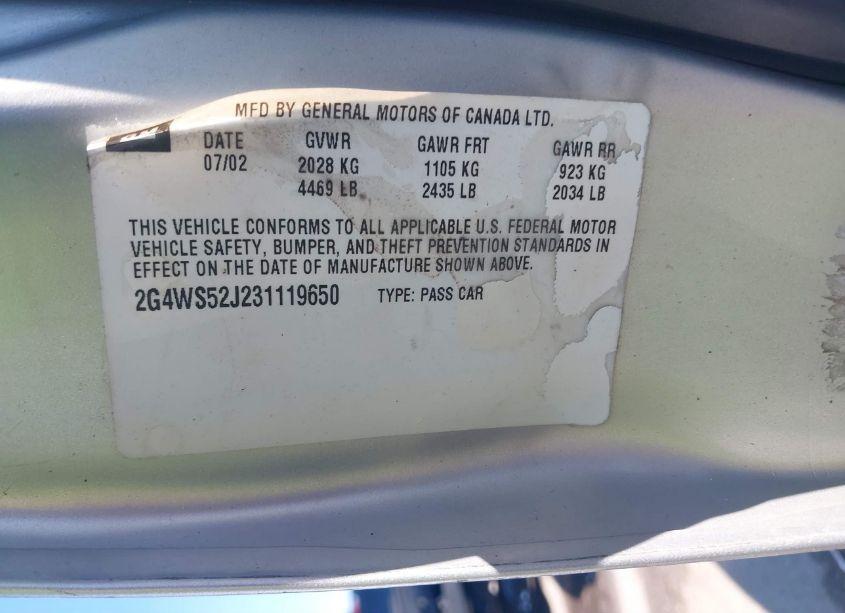 MFD BY GENERAL MOTORS OF CANADA LTD.
DATE GVWR GAWR FRT GAWR RR
07/02 2028 KG 1105 KG 923 KG
4469 LB 2435 LB 2034 LB
THIS VEHICLE CONFORMS TO ALL APPLICABLE U.S. FEDERAL MOTOR
VEHICLE SAFETY, BUMPER, AND THEFT PREVENTION STANDARDS IN
EFFECT ON THE DATE OF MANUFACTURE SHOWN ABOVE.
2G4WS52J231119650 TYPE: PASS CAR